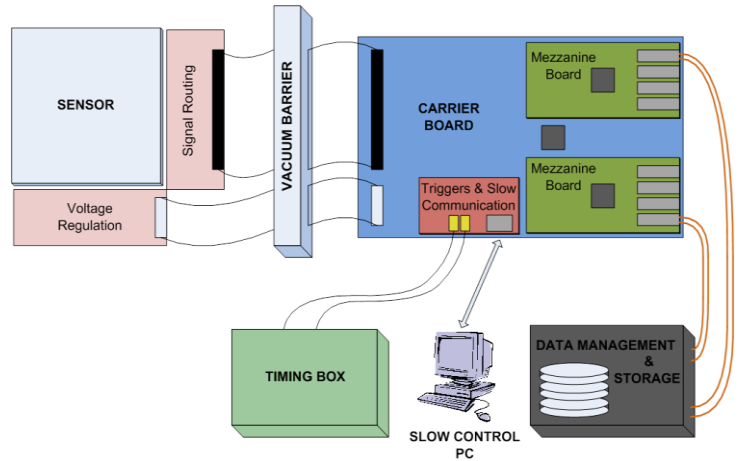 SENSOR
Signal Routing
Voltage
Regulation
VACUUM BARRIER
CARRIER
BOARD
Mezzanine
Board
Triggers & Slow
Communication
Mezzanine
Board
TIMING BOX
SLOW CONTROL
PC
DATA MANAGEMENT
&
STORAGE